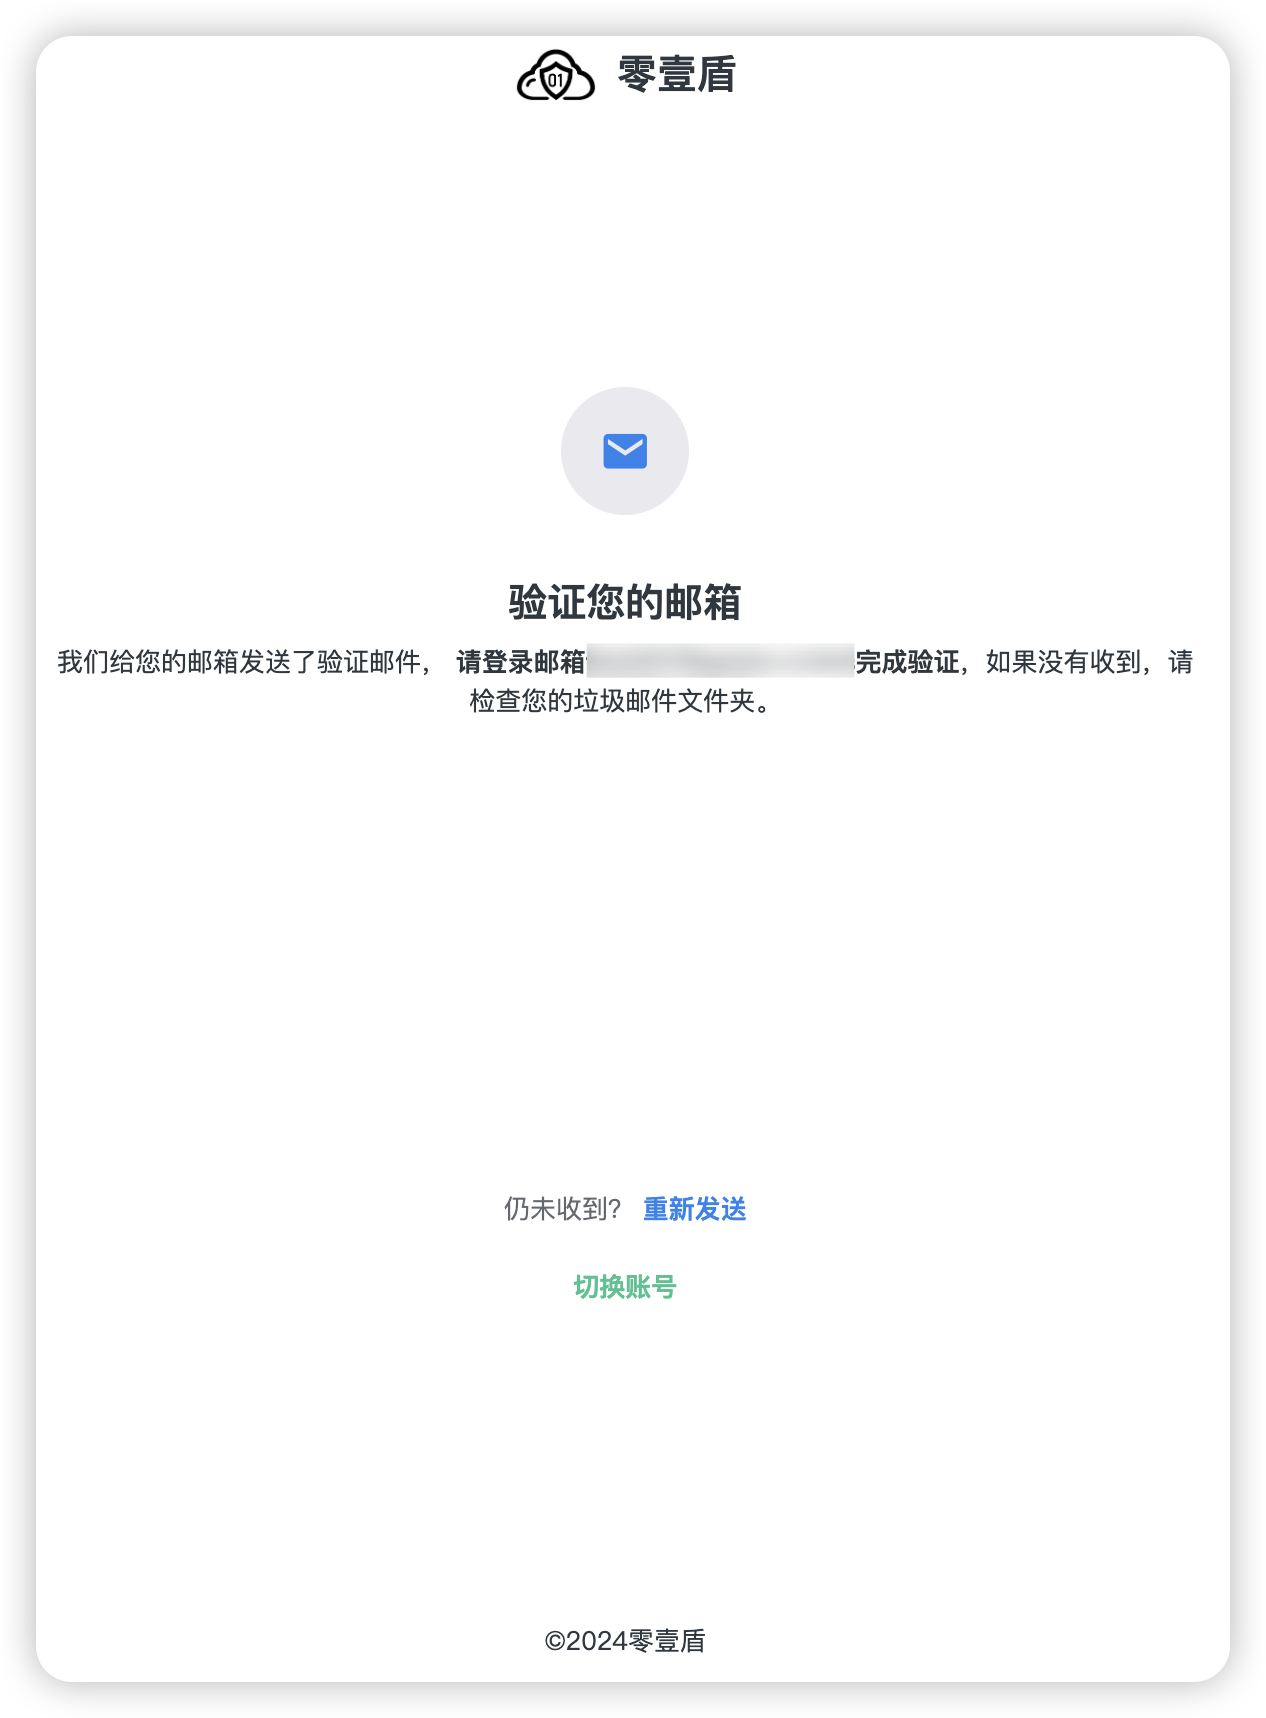 01 零壹盾
验证您的邮箱
我们给您的邮箱发送了验证邮件， 请登录邮箱完成验证，如果没有收到，请
检查您的垃圾邮件文件夹。
仍未收到？ 重新发送
切换账号
©2024零壹盾